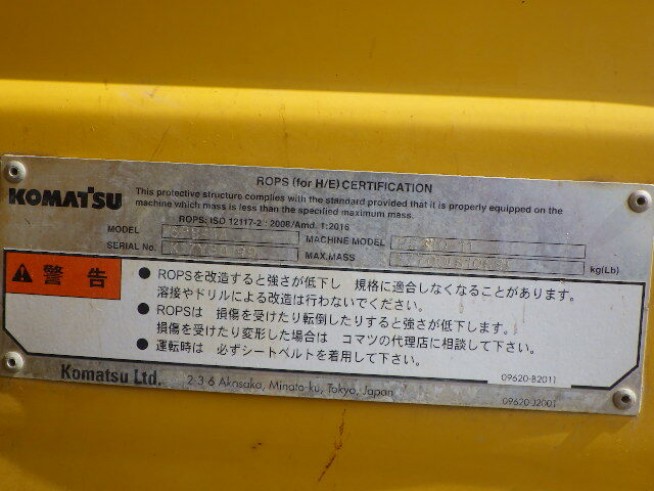 ROPS (for H/E) CERTIFICATION
KOMATSU
This protective structure complies with the standard provided that it is properly equipped on the
machine which mass is less than the specified maximum mass.
ROPS: ISO 12117-2 : 2008/Amd. 1:2016
MODEL
MACHINE MODEL
SERIAL No.
MAX.MASS
kg(Lb)
警告
● ROPSを改造すると強さが低下し 規格に適合しなくなることがあります。
溶接やドリルによる改造は行わないでください。
● ROPSは 損傷を受けたり転倒したりすると強さが低下します。
損傷を受けたり変形した場合は コマツの代理店に相談して下さい。
● 運転時は 必ずシートベルトを着用して下さい。
09620-B2011
Komatsu Ltd. 2-3-6 Akasaka, Minato-ku, Tokyo, Japan
09620-J2001